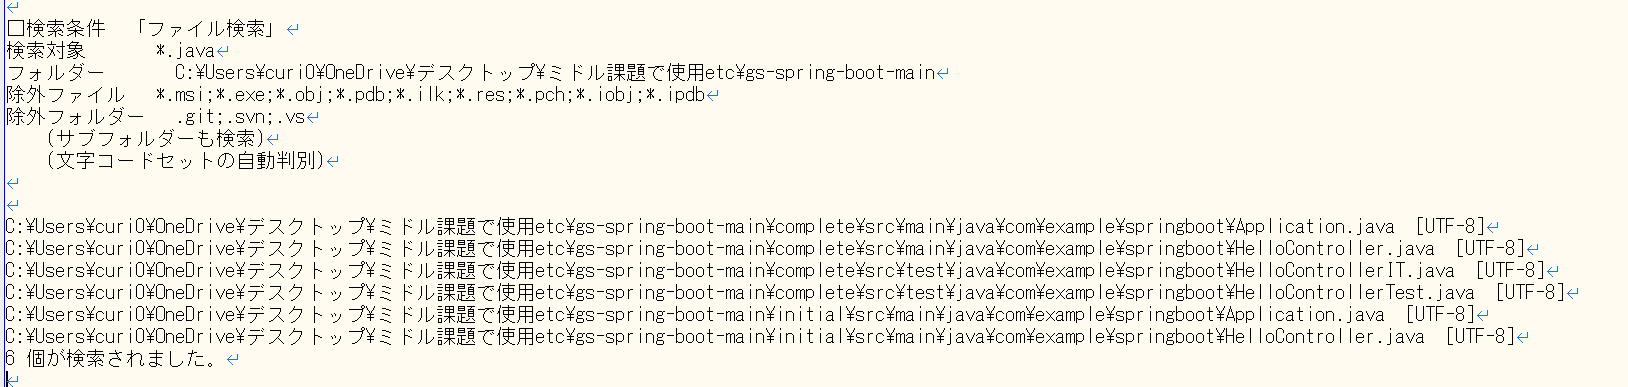 □検索条件　「ファイル検索」
検索対象　　　*.java
フォルダー　　　C:¥Users¥curi0¥OneDrive¥デスクトップ¥ミドル課題で使用etc¥gs-spring-boot-main
除外ファイル　*.msi;*.exe;*.obj;*.pdb;*.ilk;*.res;*.pch;*.iobj;*.ipdb
除外フォルダー　.git;.svn;.vs
　　(サブフォルダーも検索)
　　(文字コードセットの自動判別)
C:¥Users¥curi0¥OneDrive¥デスクトップ¥ミドル課題で使用etc¥gs-spring-boot-main¥complete¥src¥main¥java¥com¥example¥springboot¥Application.java [UTF-8]
C:¥Users¥curi0¥OneDrive¥デスクトップ¥ミドル課題で使用etc¥gs-spring-boot-main¥complete¥src¥main¥java¥com¥example¥springboot¥HelloController.java [UTF-8]
C:¥Users¥curi0¥OneDrive¥デスクトップ¥ミドル課題で使用etc¥gs-spring-boot-main¥complete¥src¥test¥java¥com¥example¥springboot¥HelloControllerIT.java [UTF-8]
C:¥Users¥curi0¥OneDrive¥デスクトップ¥ミドル課題で使用etc¥gs-spring-boot-main¥complete¥src¥test¥java¥com¥example¥springboot¥HelloControllerTest.java [UTF-8]
C:¥Users¥curi0¥OneDrive¥デスクトップ¥ミドル課題で使用etc¥gs-spring-boot-main¥initial¥src¥main¥java¥com¥example¥springboot¥Application.java [UTF-8]
C:¥Users¥curi0¥OneDrive¥デスクトップ¥ミドル課題で使用etc¥gs-spring-boot-main¥initial¥src¥main¥java¥com¥example¥springboot¥HelloController.java [UTF-8]
6 個が検索されました。